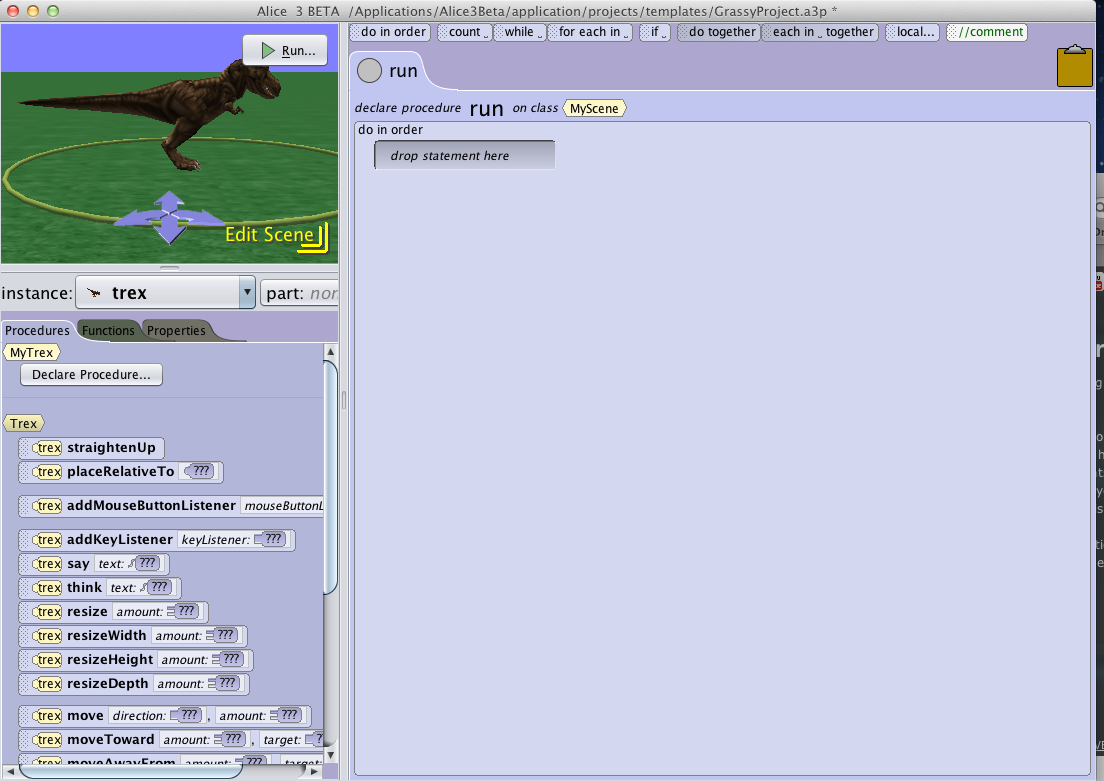 Alice 3 BETA /Applications/Alice3Beta/application/projects/templates/GrassyProject.a3p *
Run...
Edit Scene
instance: trex part: nor
Procedures Functions Properties
MyTrex
Declare Procedure...
Trex
trex straightenUp
trex placeRelativeTo ???
trex addMouseButtonListener mouseButtonL
trex addKeyListener keyListener: ???
trex say text: ???
trex think text: ???
trex resize amount: ???
trex resizeWidth amount: ???
trex resizeHeight amount: ???
trex resizeDepth amount: ???
trex move direction: ???, amount: ???
trex moveToward amount: ???, target: ?
trex moveAwayFrom amount: ???, target:
do in order count while for each in if do together each in together local... //comment
run
declare procedure run on class MyScene
do in order
drop statement here